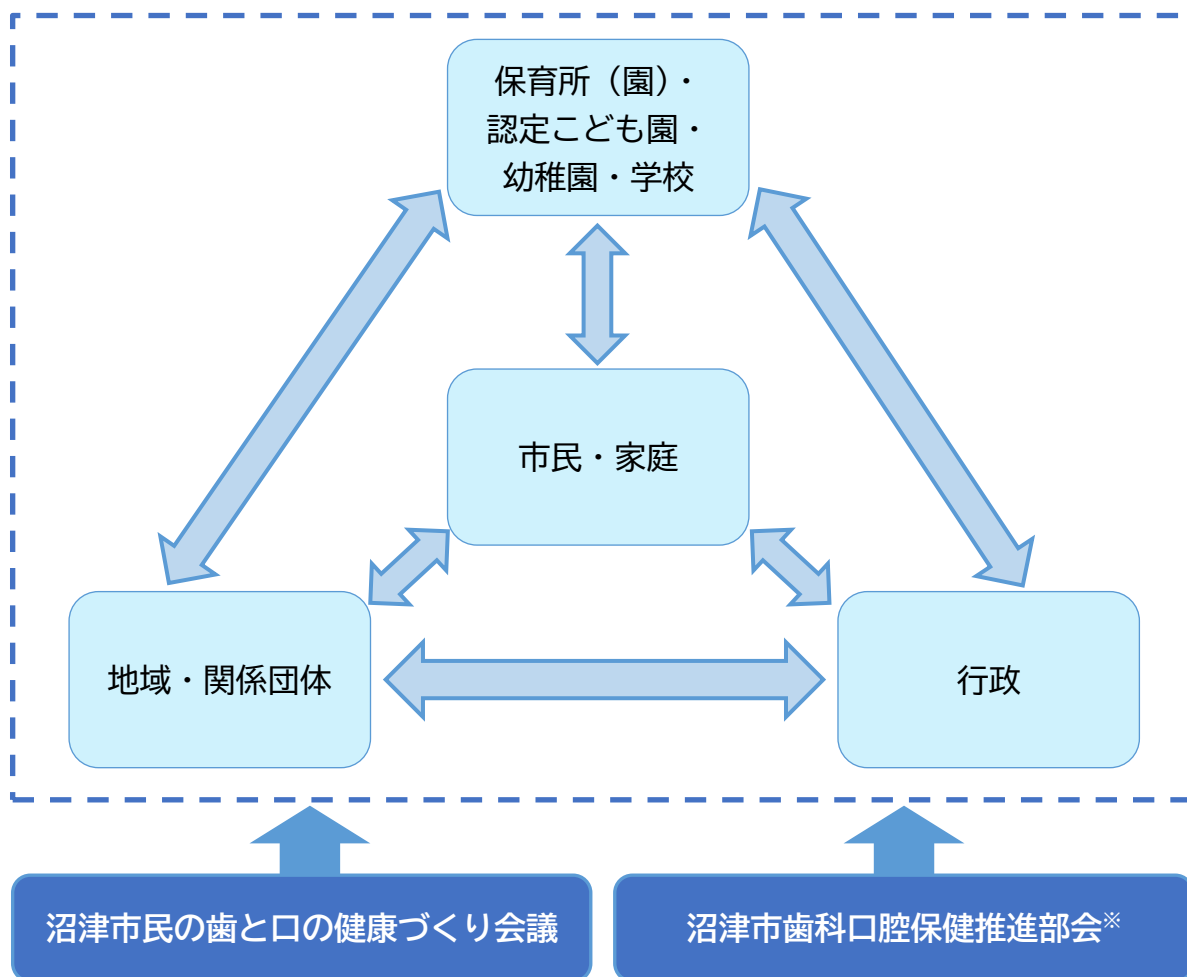 保育所（園）・
認定こども園・
幼稚園・学校
市民・家庭
地域・関係団体
行政
沼津市民の歯と口の健康づくり会議
沼津市歯科口腔保健推進部会※